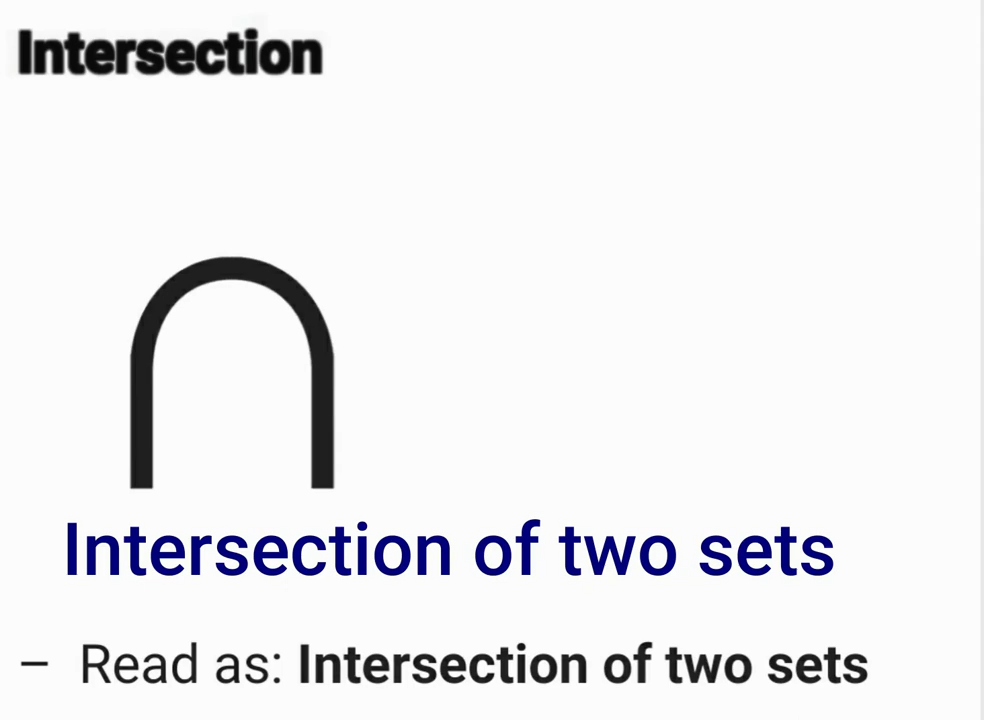 Intersection
∩
Intersection of two sets
– Read as: Intersection of two sets